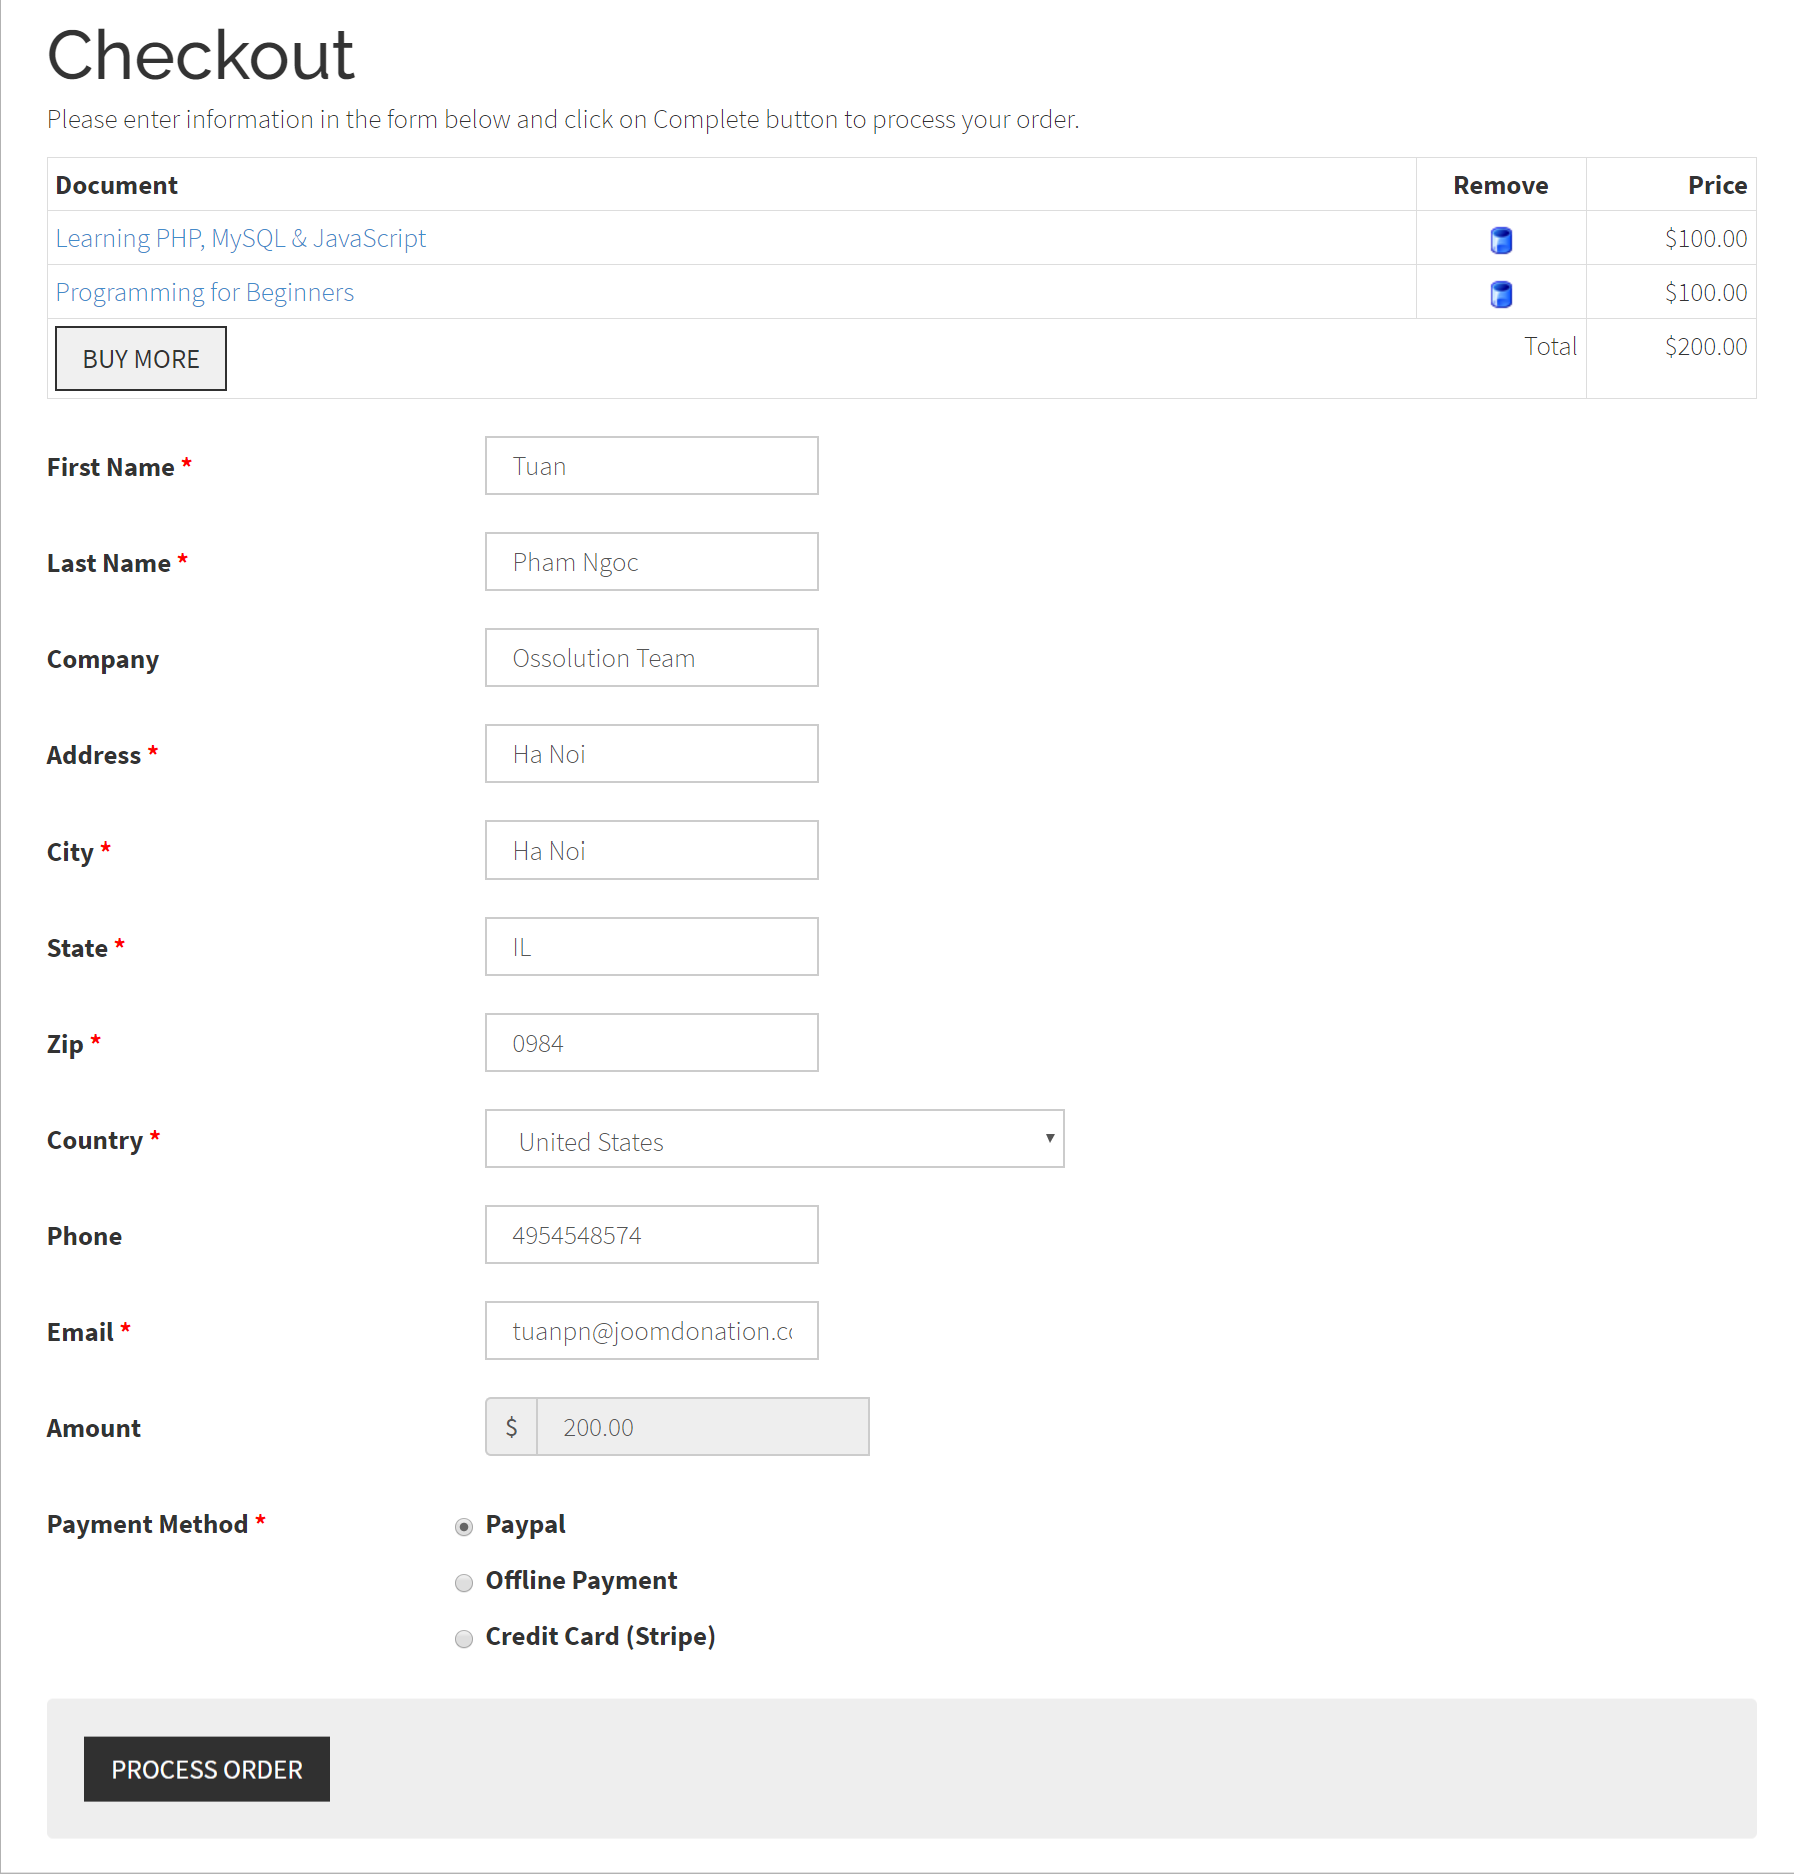 Checkout
Please enter information in the form below and click on Complete button to process your order.
Document Remove Price
Learning PHP, MySQL & JavaScript $100.00
Programming for Beginners $100.00
BUY MORE Total $200.00
First Name * Tuan
Last Name * Pham Ngoc
Company Ossolution Team
Address * Ha Noi
City * Ha Noi
State * IL
Zip * 0984
Country * United States
Phone 4954548574
Email * tuanpn@joomdonation.co
Amount $ 200.00
Payment Method * Paypal
Offline Payment
Credit Card (Stripe)
PROCESS ORDER